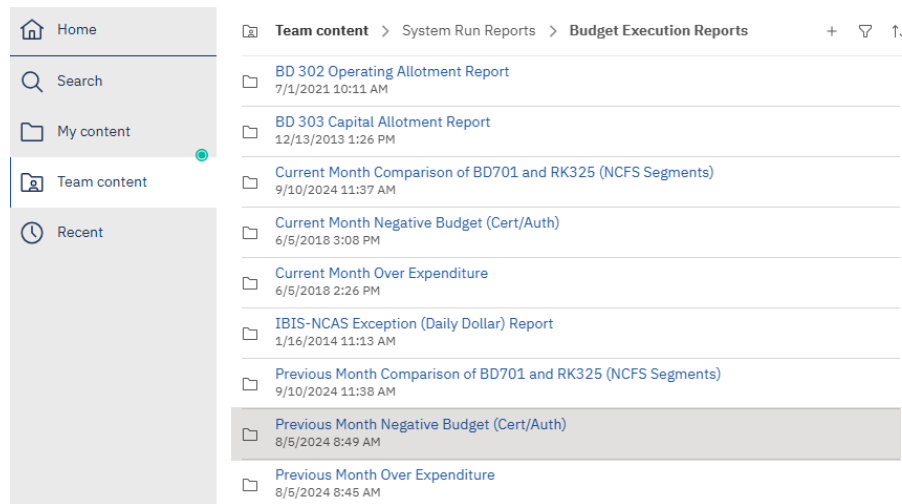 Home
Search
My content
Team content
Recent
Team content > System Run Reports > Budget Execution Reports
BD 302 Operating Allotment Report
7/1/2021 10:11 AM
BD 303 Capital Allotment Report
12/13/2013 1:26 PM
Current Month Comparison of BD701 and RK325 (NCFS Segments)
9/10/2024 11:37 AM
Current Month Negative Budget (Cert/Auth)
6/5/2018 3:08 PM
Current Month Over Expenditure
6/5/2018 2:26 PM
IBIS-NCAS Exception (Daily Dollar) Report
1/16/2014 11:13 AM
Previous Month Comparison of BD701 and RK325 (NCFS Segments)
9/10/2024 11:38 AM
Previous Month Negative Budget (Cert/Auth)
8/5/2024 8:49 AM
Previous Month Over Expenditure
8/5/2024 8:45 AM